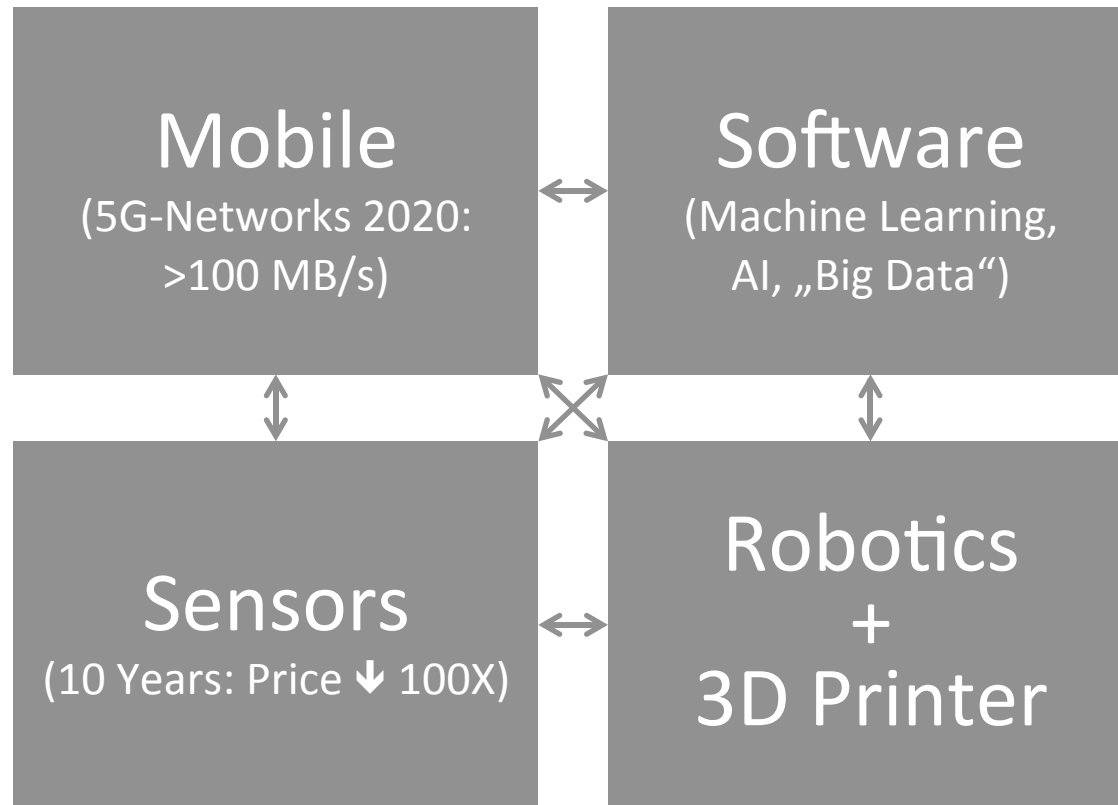 Mobile
(5G-Networks 2020:
>100 MB/s)
Software
(Machine Learning,
AI, „Big Data“)
Sensors
(10 Years: Price 🡻 100X)
Robotics
+
3D Printer